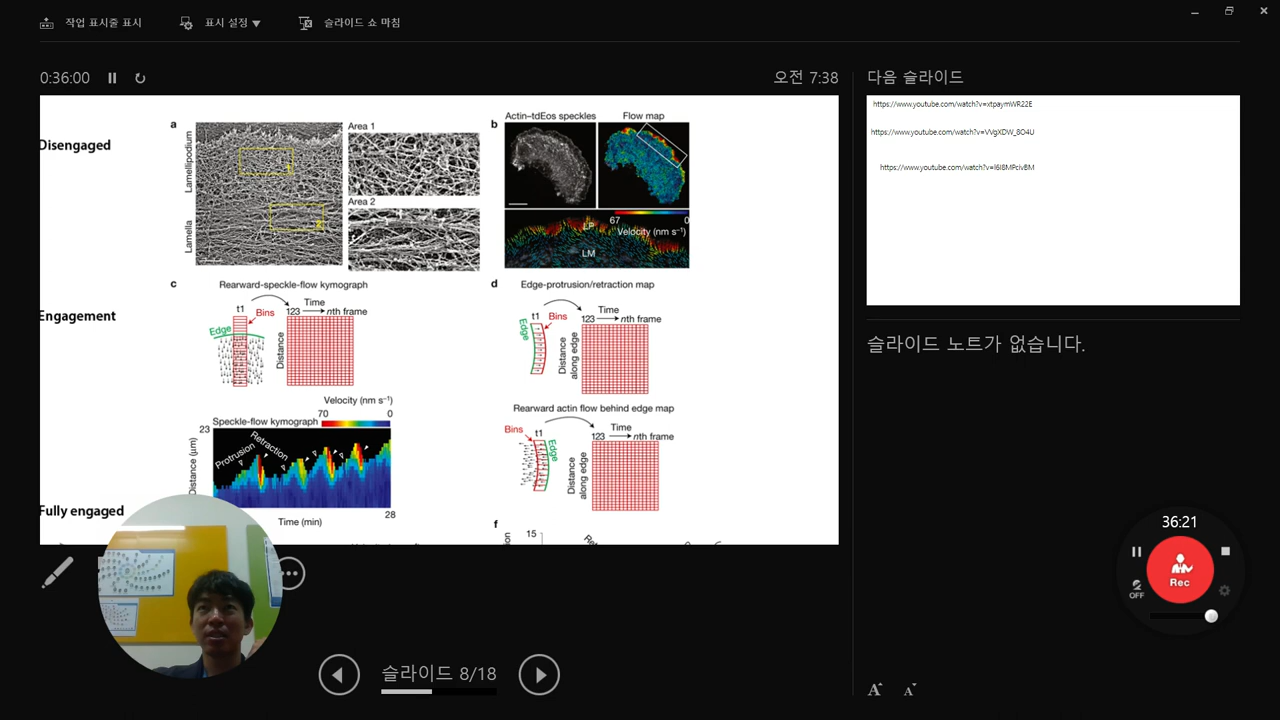 작업 표시줄 표시
표시 설정 ▼
슬라이드 쇼 마침
0:36:00
오전 7:38
다음 슬라이드
Disengaged
a
Lamellipodium
Lamella
Area 1
Area 2
b
Actin–tdEos speckles
Flow map
67
0
Velocity (nm s⁻¹)
LP
LM
Engagement
c
Rearward-speckle-flow kymograph
t1
Bins
Edge
Time
123
nth frame
Distance
d
Edge-protrusion/retraction map
t1
Bins
Edge
Time
123
nth frame
Distance
along edge
Velocity (nm s⁻¹)
Speckle-flow kymograph
70
0
23
Distance (µm)
Protrusion
Retraction
28
Time (min)
Rearward actin flow behind edge map
Bins
t1
Edge
Time
123
nth frame
Distance
along edge
Fully engaged
f
15
https://www.youtube.com/watch?v=xtpaymWR22E
https://www.youtube.com/watch?v=VVgXDW_8O4U
https://www.youtube.com/watch?v=I6I8MPcivBM
슬라이드 노트가 없습니다.
36:21
OFF
Rec
슬라이드 8/18
A
A